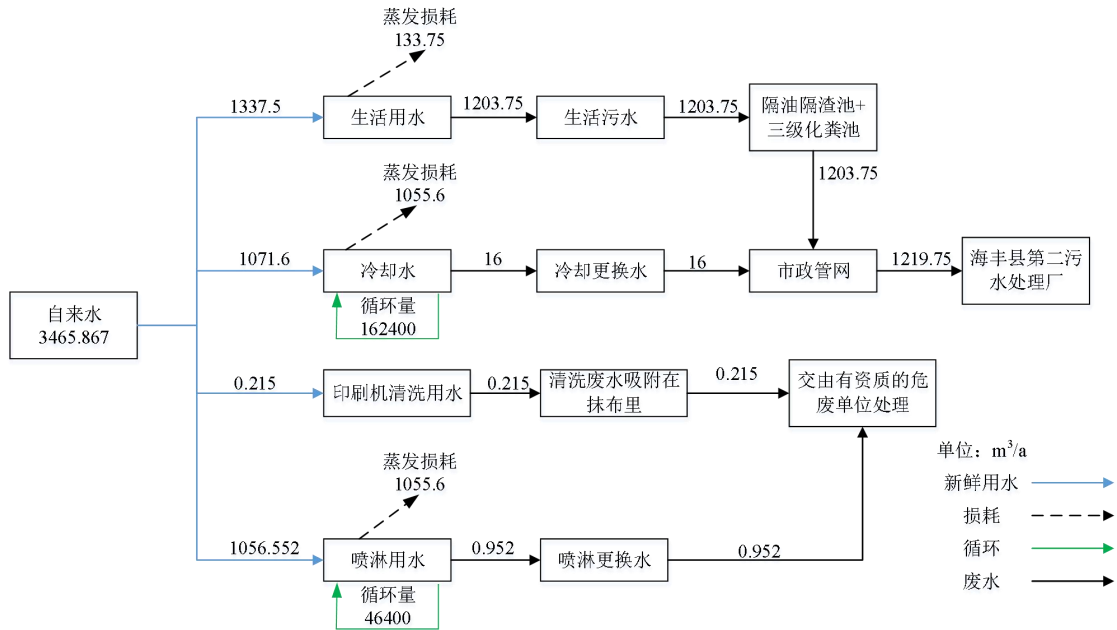 蒸发损耗
133.75
1337.5
生活用水
1203.75
生活污水
1203.75
隔油隔渣池+
三级化粪池
1203.75
蒸发损耗
1055.6
1071.6
冷却水
16
冷却更换水
16
市政管网
1219.75
海丰县第二污
水处理厂
循环量
162400
自来水
3465.867
0.215
印刷机清洗用水
0.215
清洗废水吸附在
抹布里
0.215
交由有资质的危
废单位处理
蒸发损耗
1055.6
1056.552
喷淋用水
0.952
喷淋更换水
0.952
循环量
46400
单位：m³/a
新鲜用水
损耗
循环
废水